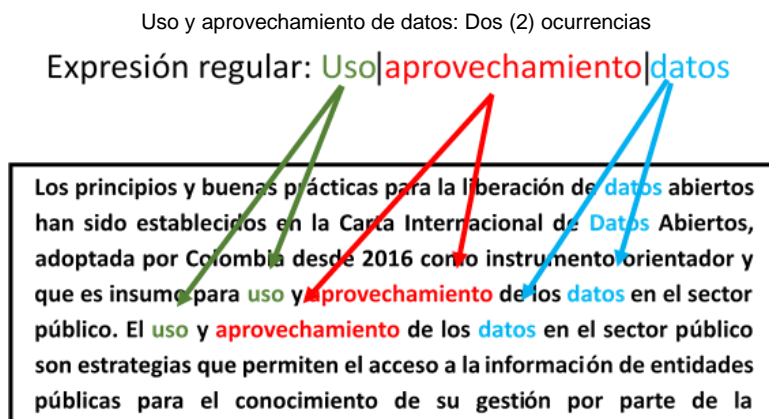 Uso y aprovechamiento de datos: Dos (2) ocurrencias
Expresión regular: Uso|aprovechamiento|datos
Los principios y buenas prácticas para la liberación de datos abiertos
han sido establecidos en la Carta Internacional de Datos Abiertos,
adoptada por Colombia desde 2016 como instrumento orientador y
que es insumo para uso y aprovechamiento de los datos en el sector
público. El uso y aprovechamiento de los datos en el sector público
son estrategias que permiten el acceso a la información de entidades
públicas para el conocimiento de su gestión por parte de la